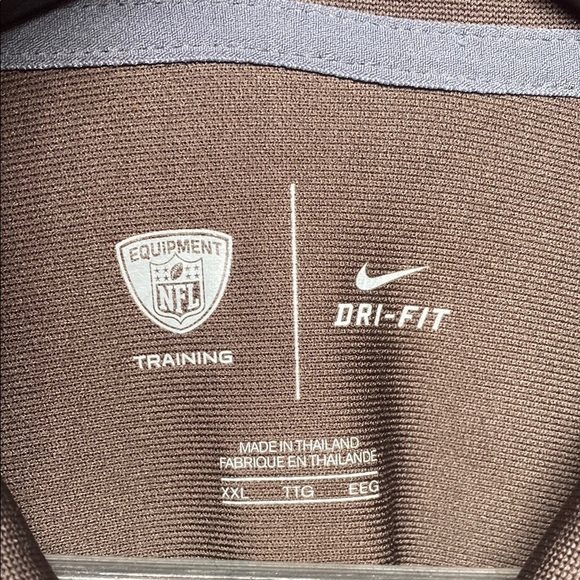 EQUIPMENT
NFL
TRAINING
DRI-FIT
MADE IN THAILAND
FABRIQUE EN THAILANDE
XXL TTG EEG